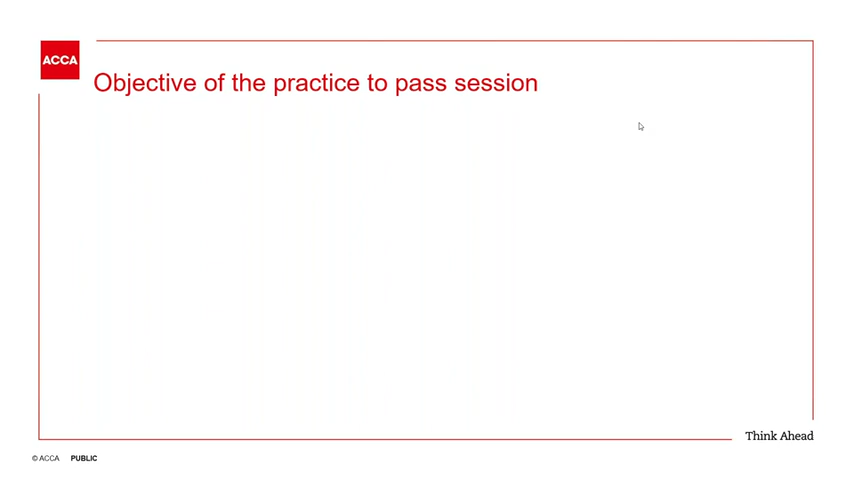 ACCA
Objective of the practice to pass session
Think Ahead
© ACCA PUBLIC